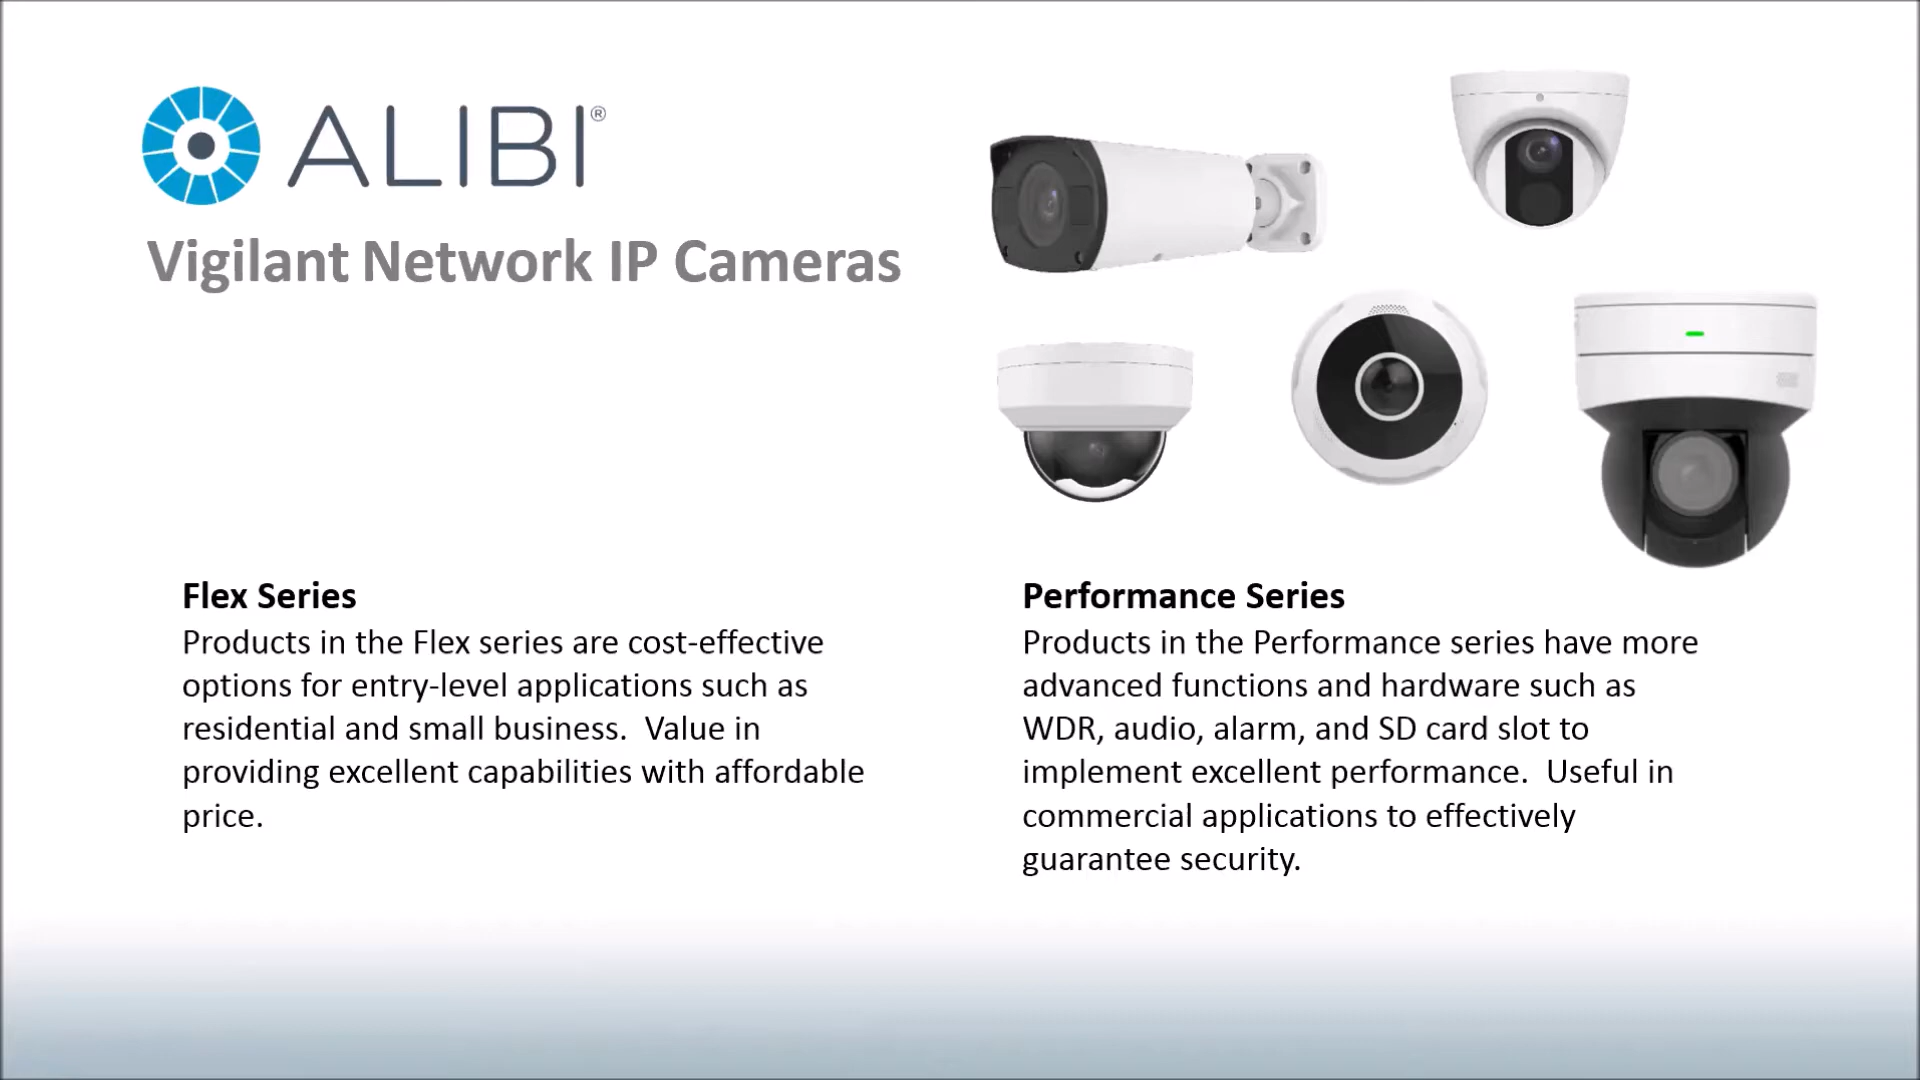 ALIBI®
Vigilant Network IP Cameras
Flex Series
Products in the Flex series are cost-effective
options for entry-level applications such as
residential and small business.  Value in
providing excellent capabilities with affordable
price.
Performance Series
Products in the Performance series have more
advanced functions and hardware such as
WDR, audio, alarm, and SD card slot to
implement excellent performance.  Useful in
commercial applications to effectively
guarantee security.